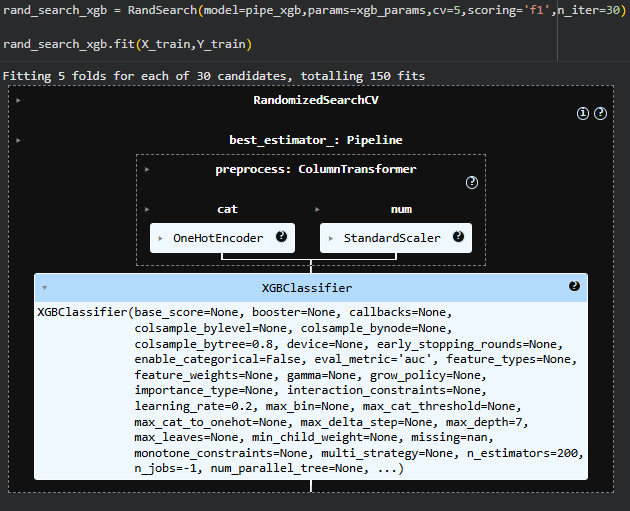 rand_search_xgb = RandSearch(model=pipe_xgb,params=xgb_params,cv=5,scoring='f1',n_iter=30)
rand_search_xgb.fit(X_train,Y_train)
Fitting 5 folds for each of 30 candidates, totalling 150 fits
RandomizedSearchCV
i ?
best_estimator_: Pipeline
preprocess: ColumnTransformer
?
cat num
OneHotEncoder ? StandardScaler ?
XGBClassifier ?
XGBClassifier(base_score=None, booster=None, callbacks=None,
colsample_bylevel=None, colsample_bynode=None,
colsample_bytree=0.8, device=None, early_stopping_rounds=None,
enable_categorical=False, eval_metric='auc', feature_types=None,
feature_weights=None, gamma=None, grow_policy=None,
importance_type=None, interaction_constraints=None,
learning_rate=0.2, max_bin=None, max_cat_threshold=None,
max_cat_to_onehot=None, max_delta_step=None, max_depth=7,
max_leaves=None, min_child_weight=None, missing=nan,
monotone_constraints=None, multi_strategy=None, n_estimators=200,
n_jobs=-1, num_parallel_tree=None, ...)